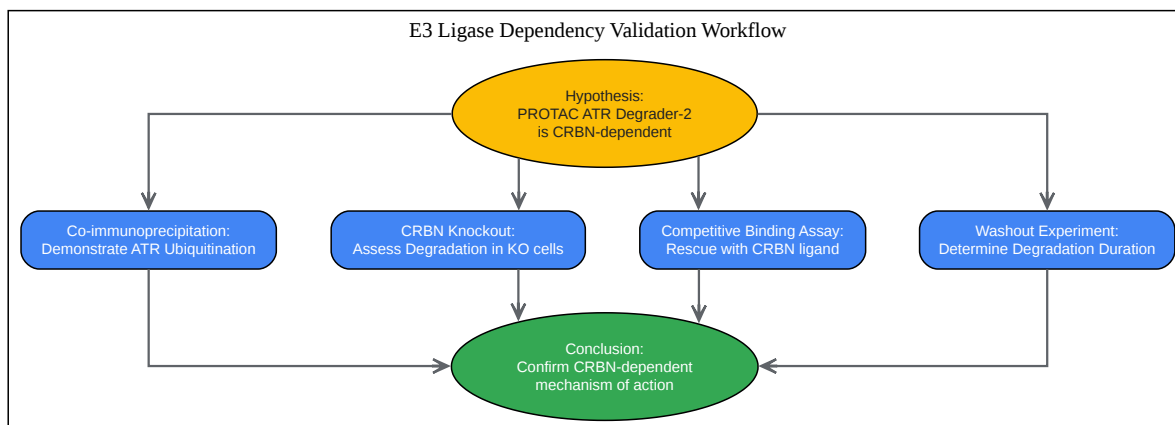 E3 Ligase Dependency Validation Workflow
Hypothesis:
PROTAC ATR Degrader-2
is CRBN-dependent
Co-immunoprecipitation:
Demonstrate ATR Ubiquitination
CRBN Knockout:
Assess Degradation in KO cells
Competitive Binding Assay:
Rescue with CRBN ligand
Washout Experiment:
Determine Degradation Duration
Conclusion:
Confirm CRBN-dependent
mechanism of action